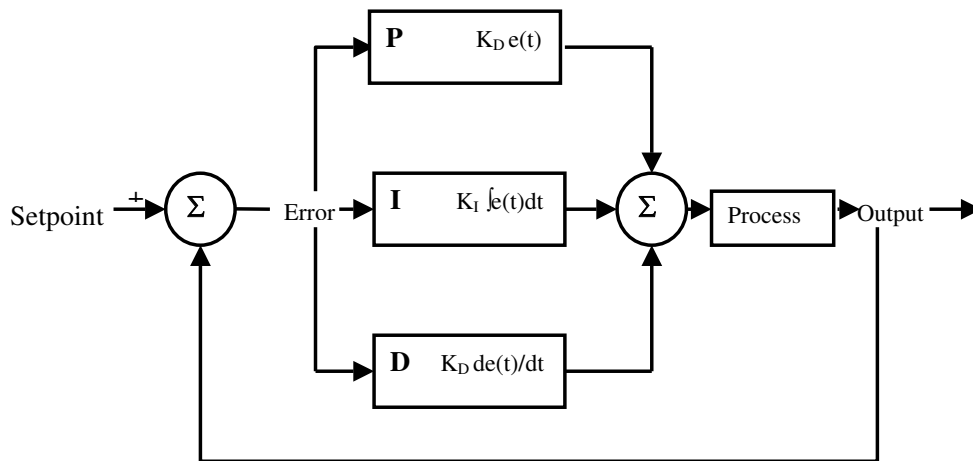 P K_D e(t)
+
Setpoint
Σ
Error
I K_I ∫e(t)dt
Σ
Process
Output
D K_D de(t)/dt